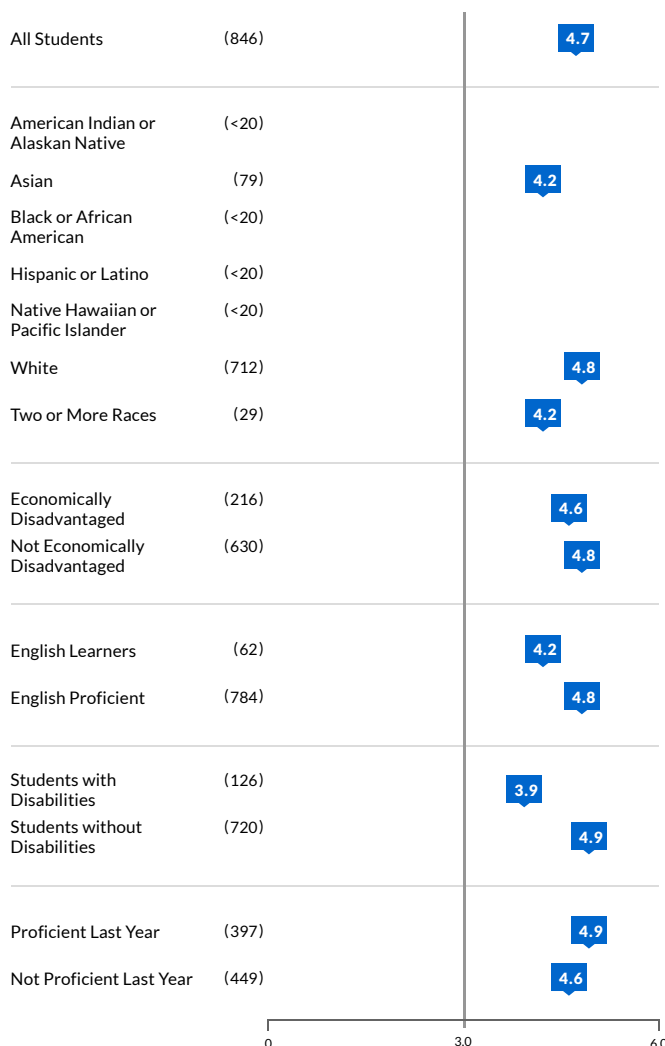 All Students (846) 4.7
American Indian or (<20)
Alaskan Native
Asian (79) 4.2
Black or African (<20)
American
Hispanic or Latino (<20)
Native Hawaiian or (<20)
Pacific Islander
White (712) 4.8
Two or More Races (29) 4.2
Economically (216) 4.6
Disadvantaged
Not Economically (630) 4.8
Disadvantaged
English Learners (62) 4.2
English Proficient (784) 4.8
Students with (126) 3.9
Disabilities
Students without (720) 4.9
Disabilities
Proficient Last Year (397) 4.9
Not Proficient Last Year (449) 4.6
0 3.0 6.0